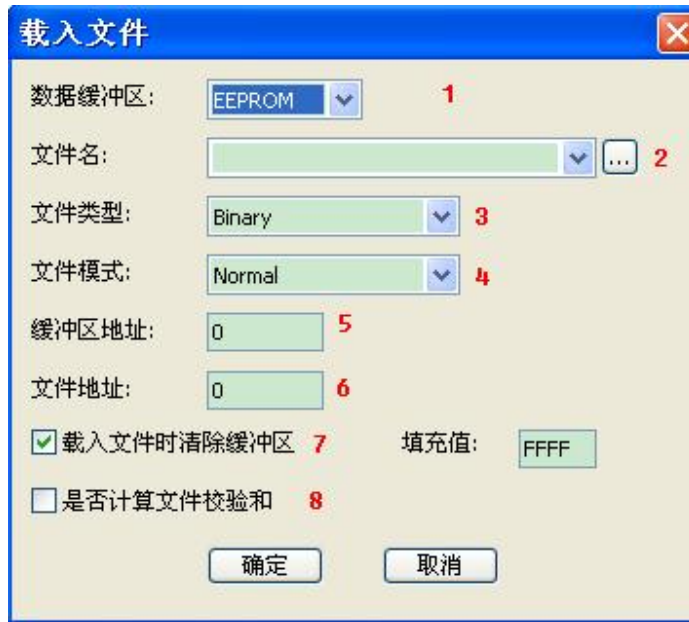 载入文件
数据缓冲区: EEPROM 1
文件名: ... 2
文件类型: Binary 3
文件模式: Normal 4
缓冲区地址: 0 5
文件地址: 0 6
载入文件时清除缓冲区 7 填充值: FFFF
是否计算文件校验和 8
确定 取消